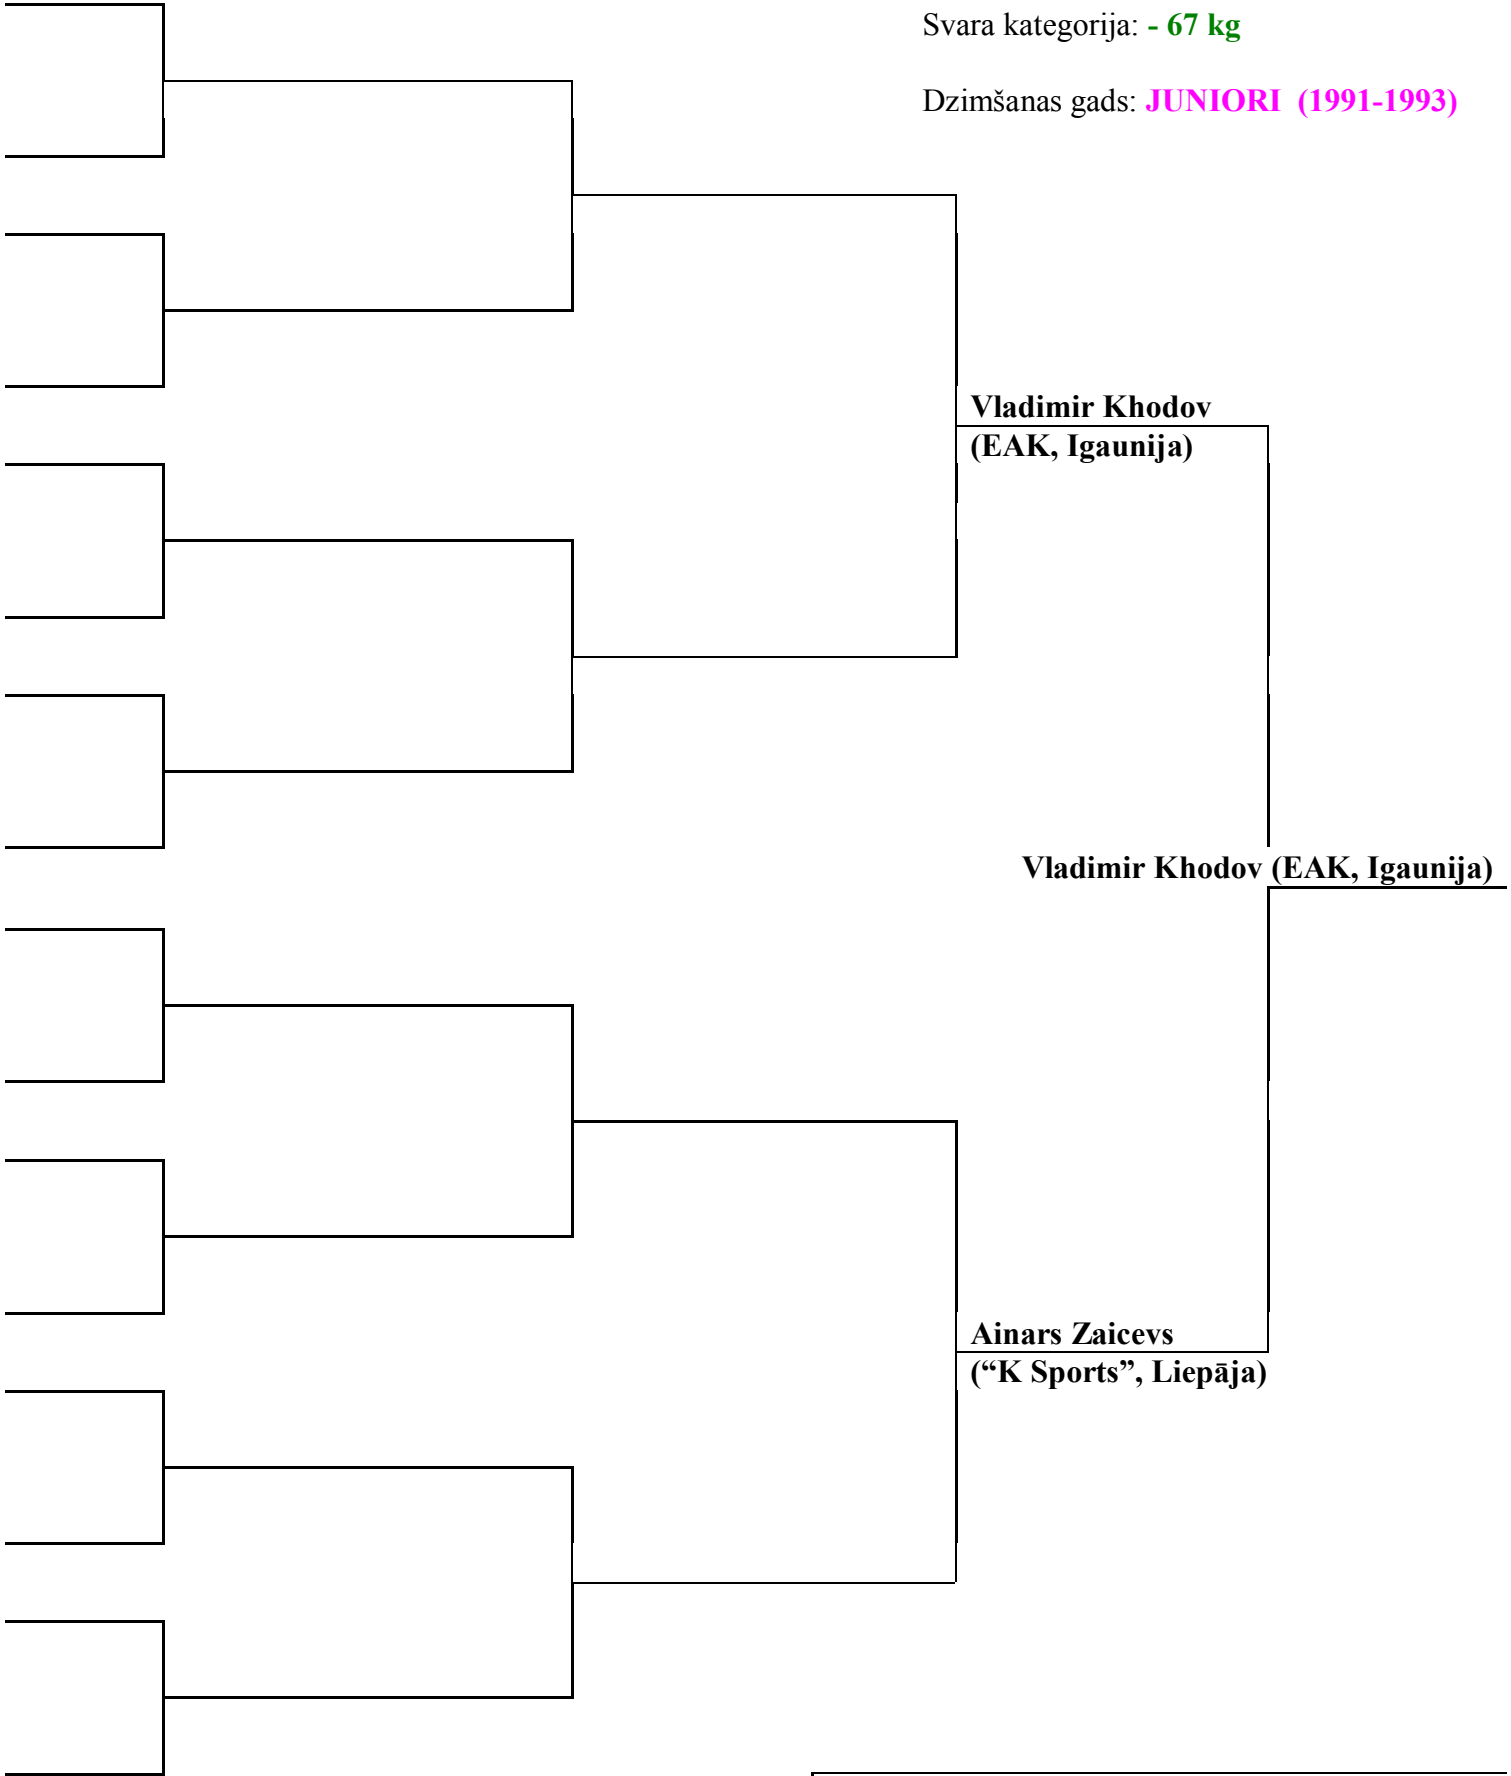 Svara kategorija: - 67 kg
Dzimšanas gads: JUNIORI (1991-1993)
Vladimir Khodov
(EAK, Igaunija)
Vladimir Khodov (EAK, Igaunija)
Ainars Zaicevs
(“K Sports”, Liepāja)